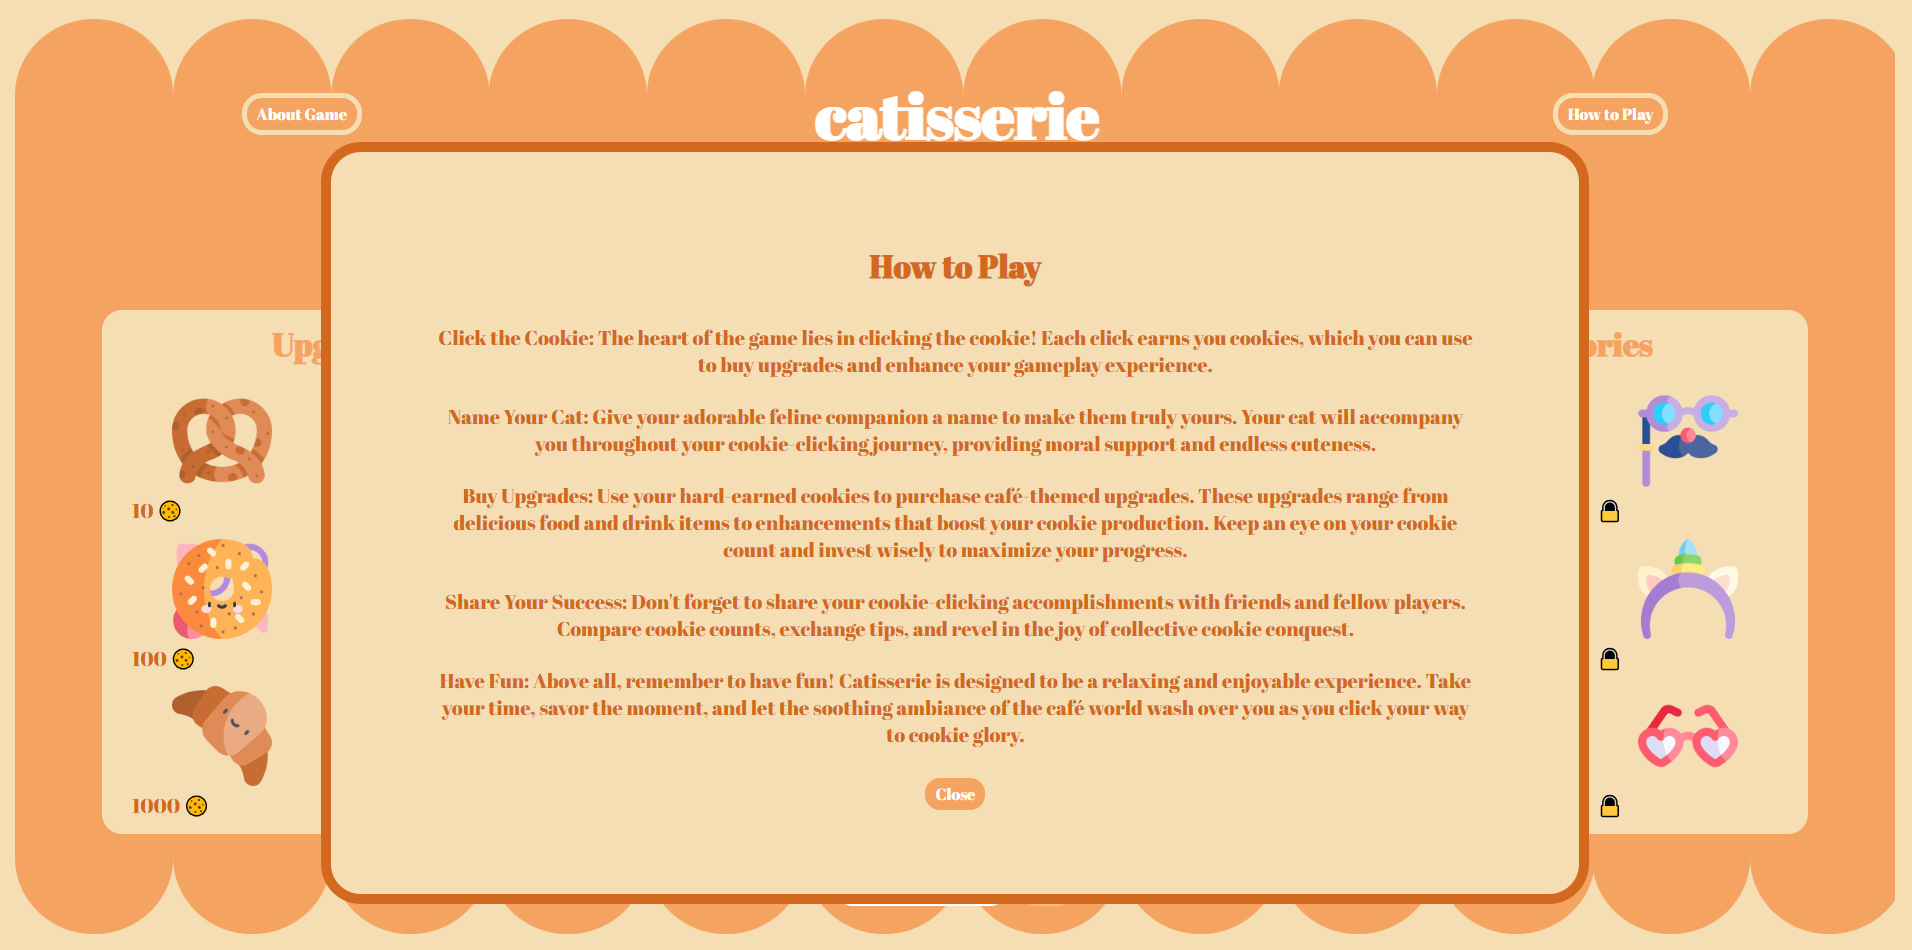 About Game
catisserie
How to Play
How to Play
Click the Cookie: The heart of the game lies in clicking the cookie! Each click earns you cookies, which you can use
to buy upgrades and enhance your gameplay experience.
Name Your Cat: Give your adorable feline companion a name to make them truly yours. Your cat will accompany
you throughout your cookie-clicking journey, providing moral support and endless cuteness.
Buy Upgrades: Use your hard-earned cookies to purchase café-themed upgrades. These upgrades range from
delicious food and drink items to enhancements that boost your cookie production. Keep an eye on your cookie
count and invest wisely to maximize your progress.
Share Your Success: Don't forget to share your cookie-clicking accomplishments with friends and fellow players.
Compare cookie counts, exchange tips, and revel in the joy of collective cookie conquest.
Have Fun: Above all, remember to have fun! Catisserie is designed to be a relaxing and enjoyable experience. Take
your time, savor the moment, and let the soothing ambiance of the café world wash over you as you click your way
to cookie glory.
Close
Upg
10
100
1000
ories